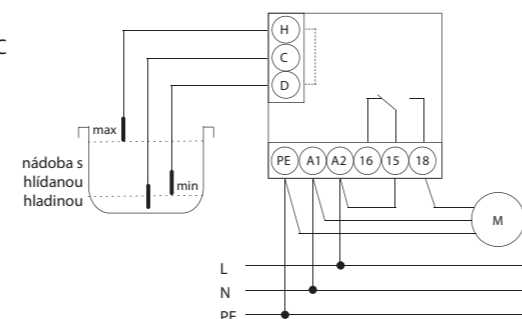 H
C
C
D
max
nádoba s
hlídanou
hladinou
min
PE A1 A2 16 15 18
M
L
N
PE